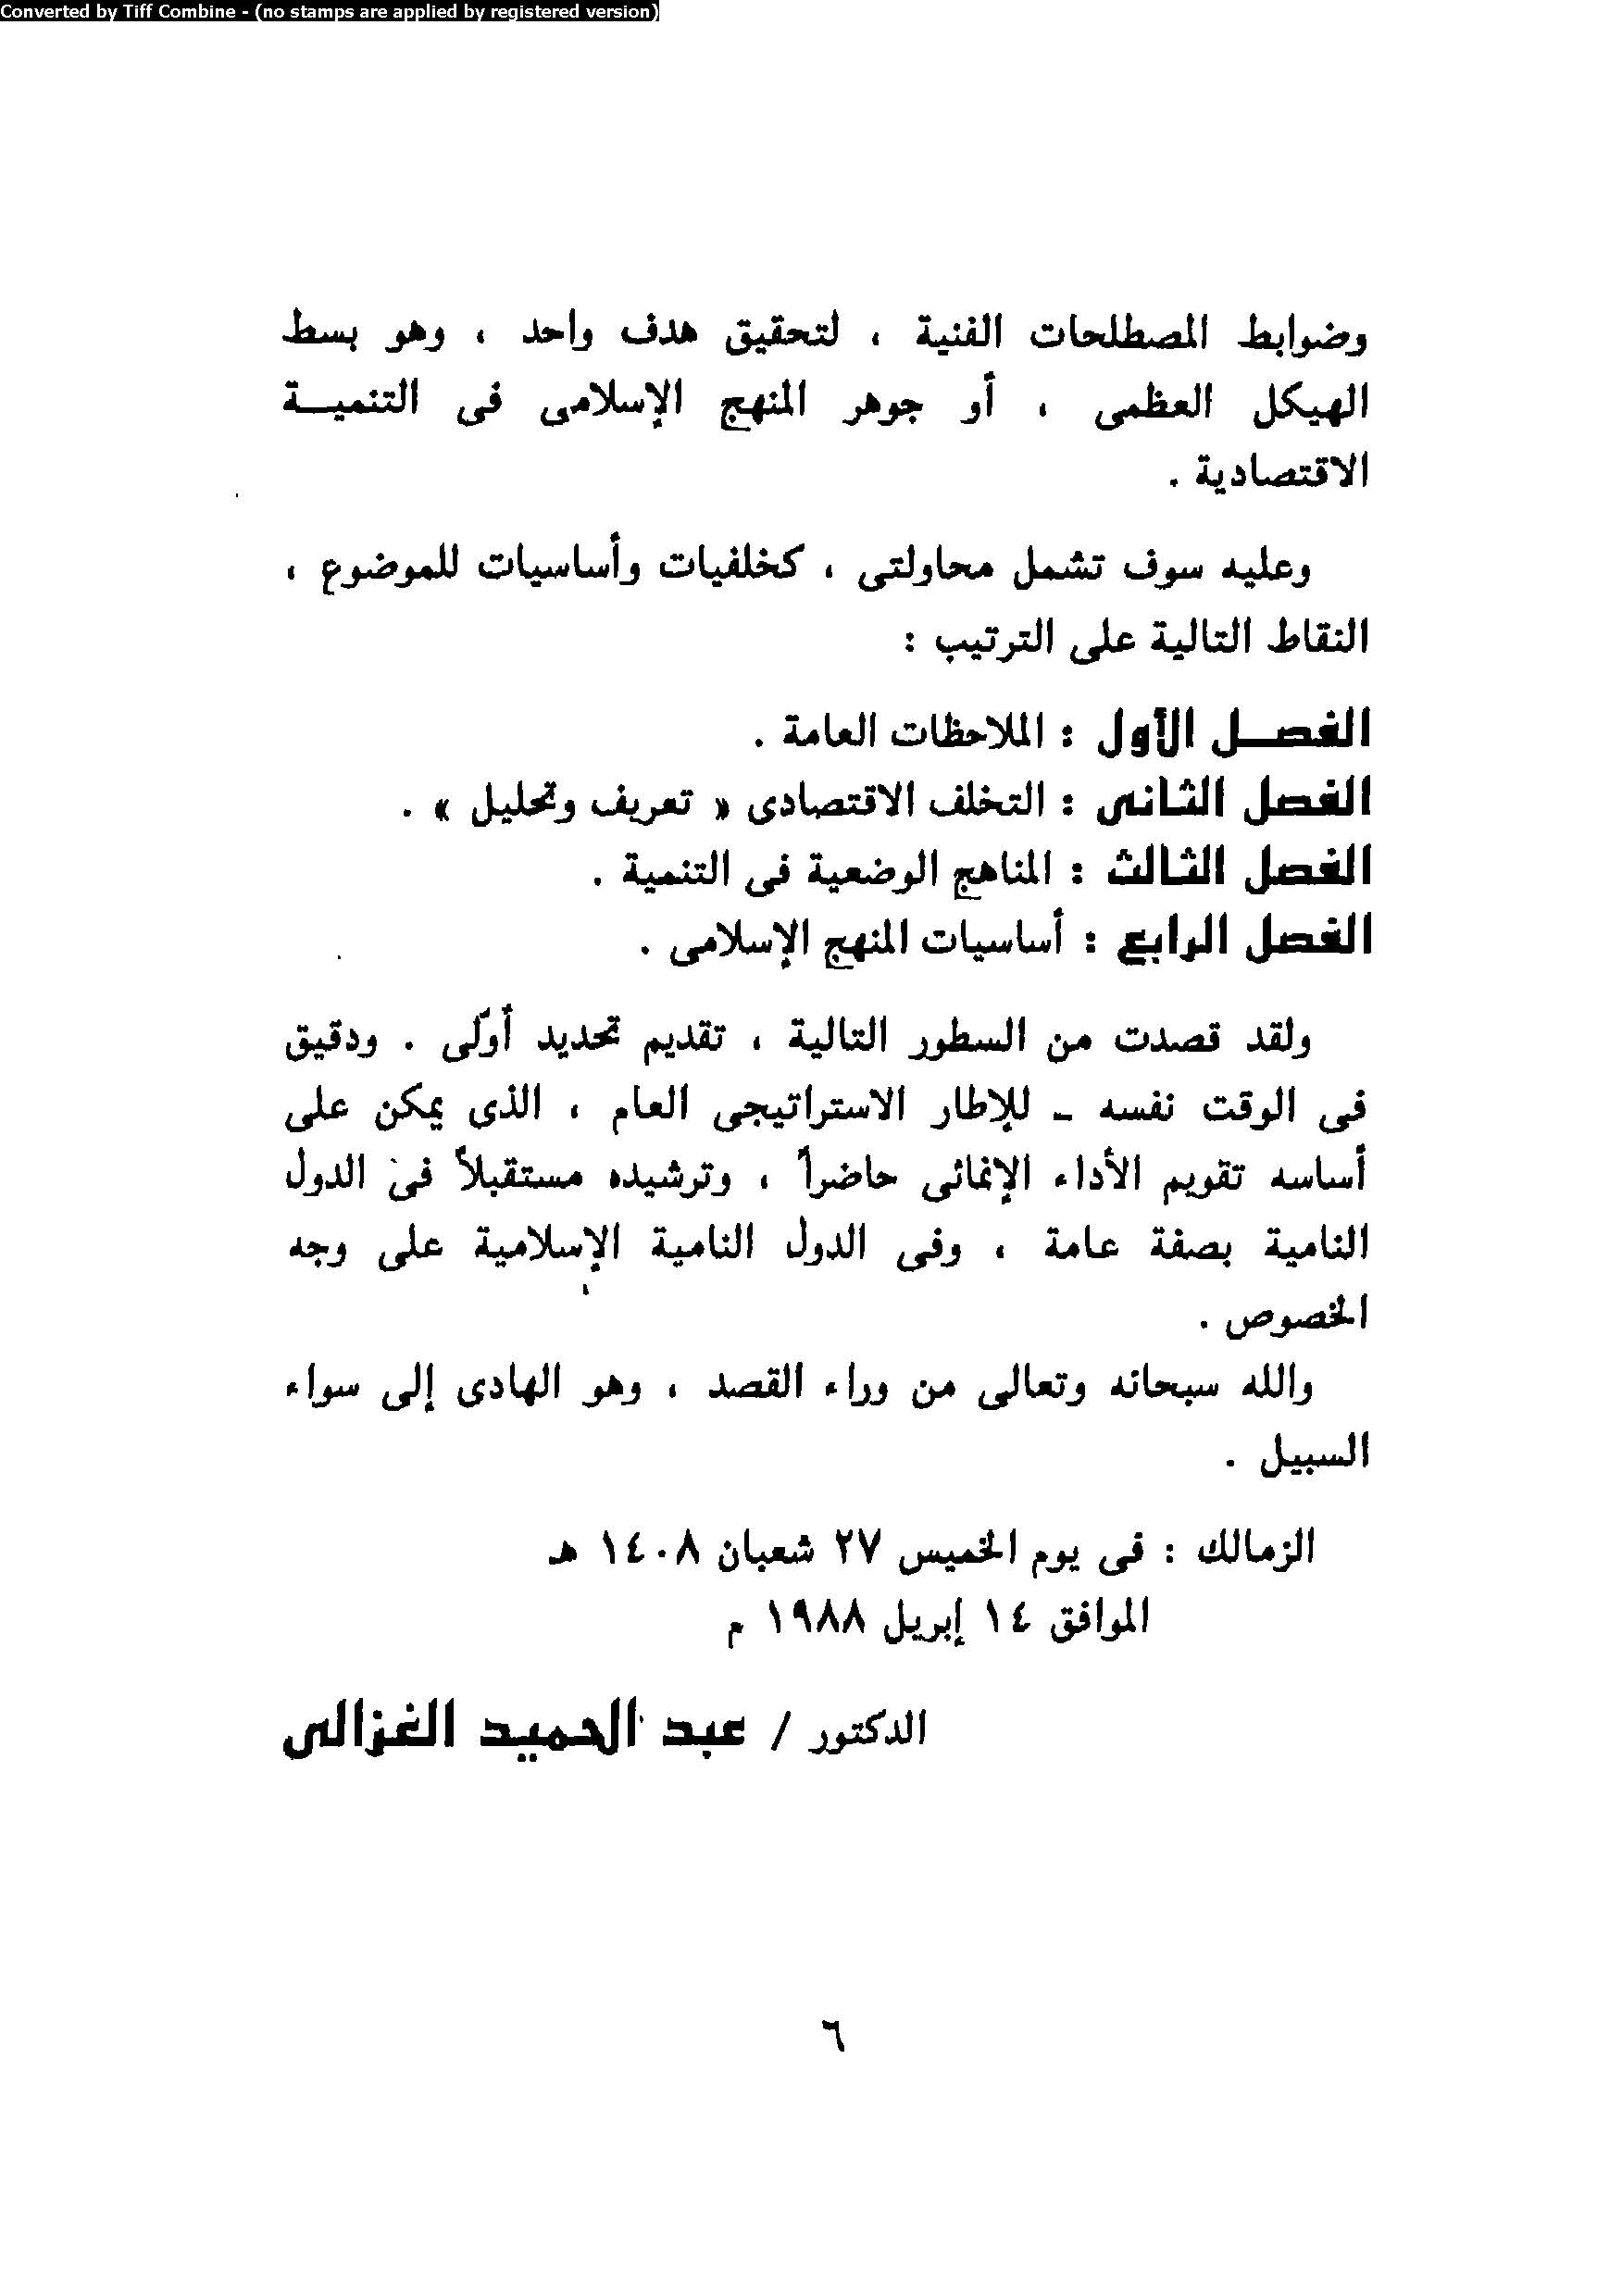 Converted by Tiff Combine - (no stamps are applied by registered version)
وضوابط المصطلحات الفنية ، لتحقيق هدف واحد ، وهو بسط
الهيكل العظمى ، أو جوهر المنهج الإسلامى فى التنميــة
الاقتصادية .
وعليه سوف تشمل محاولتى ، كخلفيات وأساسيات للموضوع ،
النقاط التالية على الترتيب :
الفصــل الأول : الملاحظات العامة .
الفصل الثانى : التخلف الاقتصادى « تعريف وتحليل » .
الفصل الثالث : المناهج الوضعية فى التنمية .
الفصل الرابع : أساسيات المنهج الإسلامى .
ولقد قصدت من السطور التالية ، تقديم تحديد أوّلى . ودقيق
فى الوقت نفسه ـ للإطار الاستراتيجى العام ، الذى يمكن على
أساسه تقويم الأداء الإنمائى حاضراً ، وترشيده مستقبلاً فى الدول
النامية بصفة عامة ، وفى الدول النامية الإسلامية على وجه
الخصوص .
والله سبحانه وتعالى من وراء القصد ، وهو الهادى إلى سواء
السبيل .
الزمالك : فى يوم الخميس ٢٧ شعبان ١٤٠٨ هـ
الموافق ١٤ إبريل ١٩٨٨ م
الدكتور / عبد الحميد الغزالى
٦